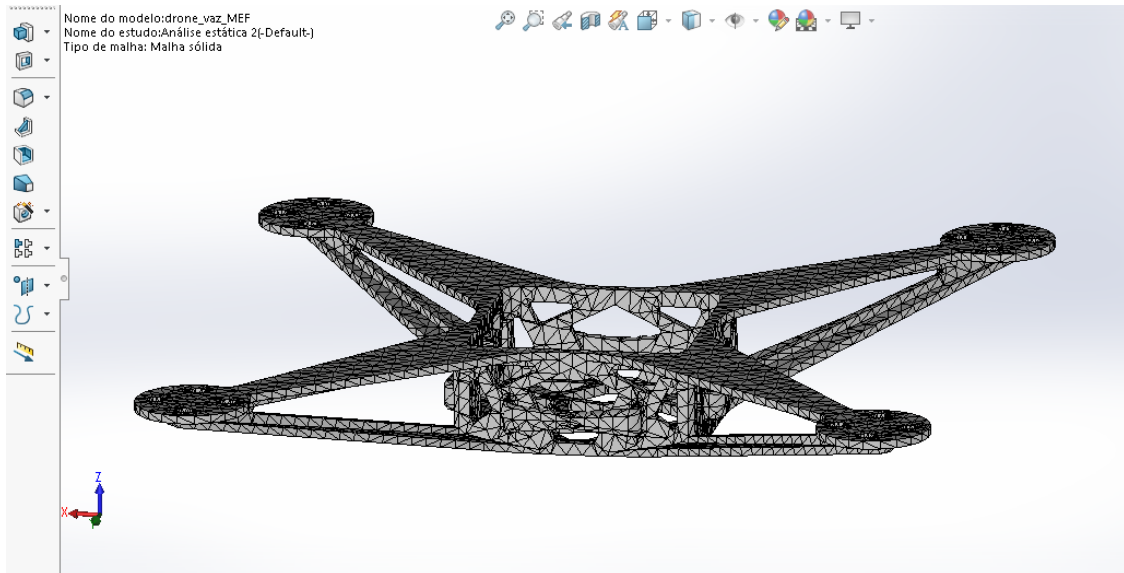 Nome do modelo:drone_vaz_MEF
Nome do estudo:Análise estática 2(-Default-)
Tipo de malha: Malha sólida
Z
X